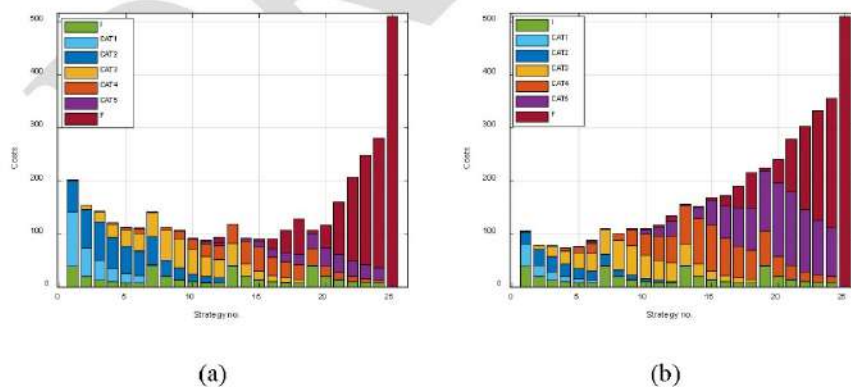 500
400
300
200
100
0
0
5
10
15
20
25
Costs
Strategy no.
I
CAT1
CAT2
CAT3
CAT4
CAT5
F
(a)
500
400
300
200
100
0
0
5
10
15
20
25
Costs
Strategy no.
I
CAT1
CAT2
CAT3
CAT4
CAT5
F
(b)